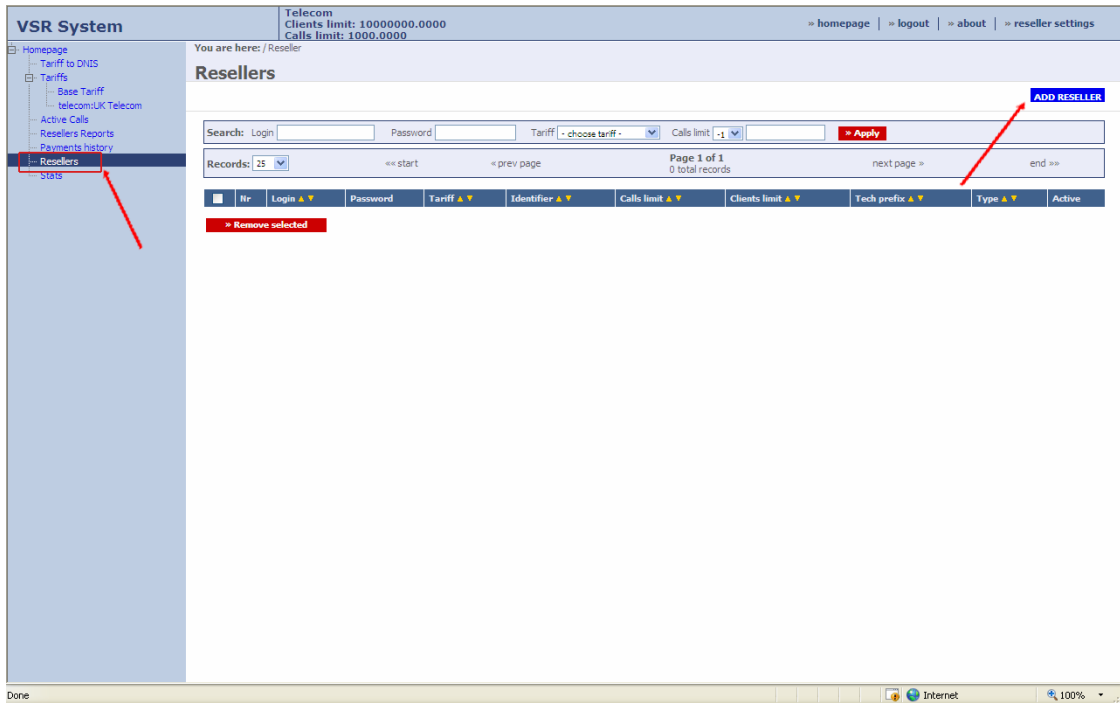 VSR System
Telecom
Clients limit: 10000000.0000
Calls limit: 1000.0000
» homepage | » logout | » about | » reseller settings
Homepage
Tariff to DNIS
Tariffs
Base Tariff
telecom:UK Telecom
Active Calls
Resellers Reports
Payments history
Resellers
Stats
You are here: / Reseller
Resellers
ADD RESELLER
Search: Login Password Tariff - choose tariff - Calls limit -1 » Apply
Records: 25 «« start « prev page Page 1 of 1 next page » end »»
0 total records
Nr Login ▲ ▼ Password Tariff ▲ ▼ Identifier ▲ ▼ Calls limit ▲ ▼ Clients limit ▲ ▼ Tech prefix ▲ ▼ Type ▲ ▼ Active
» Remove selected
Done Internet 100%